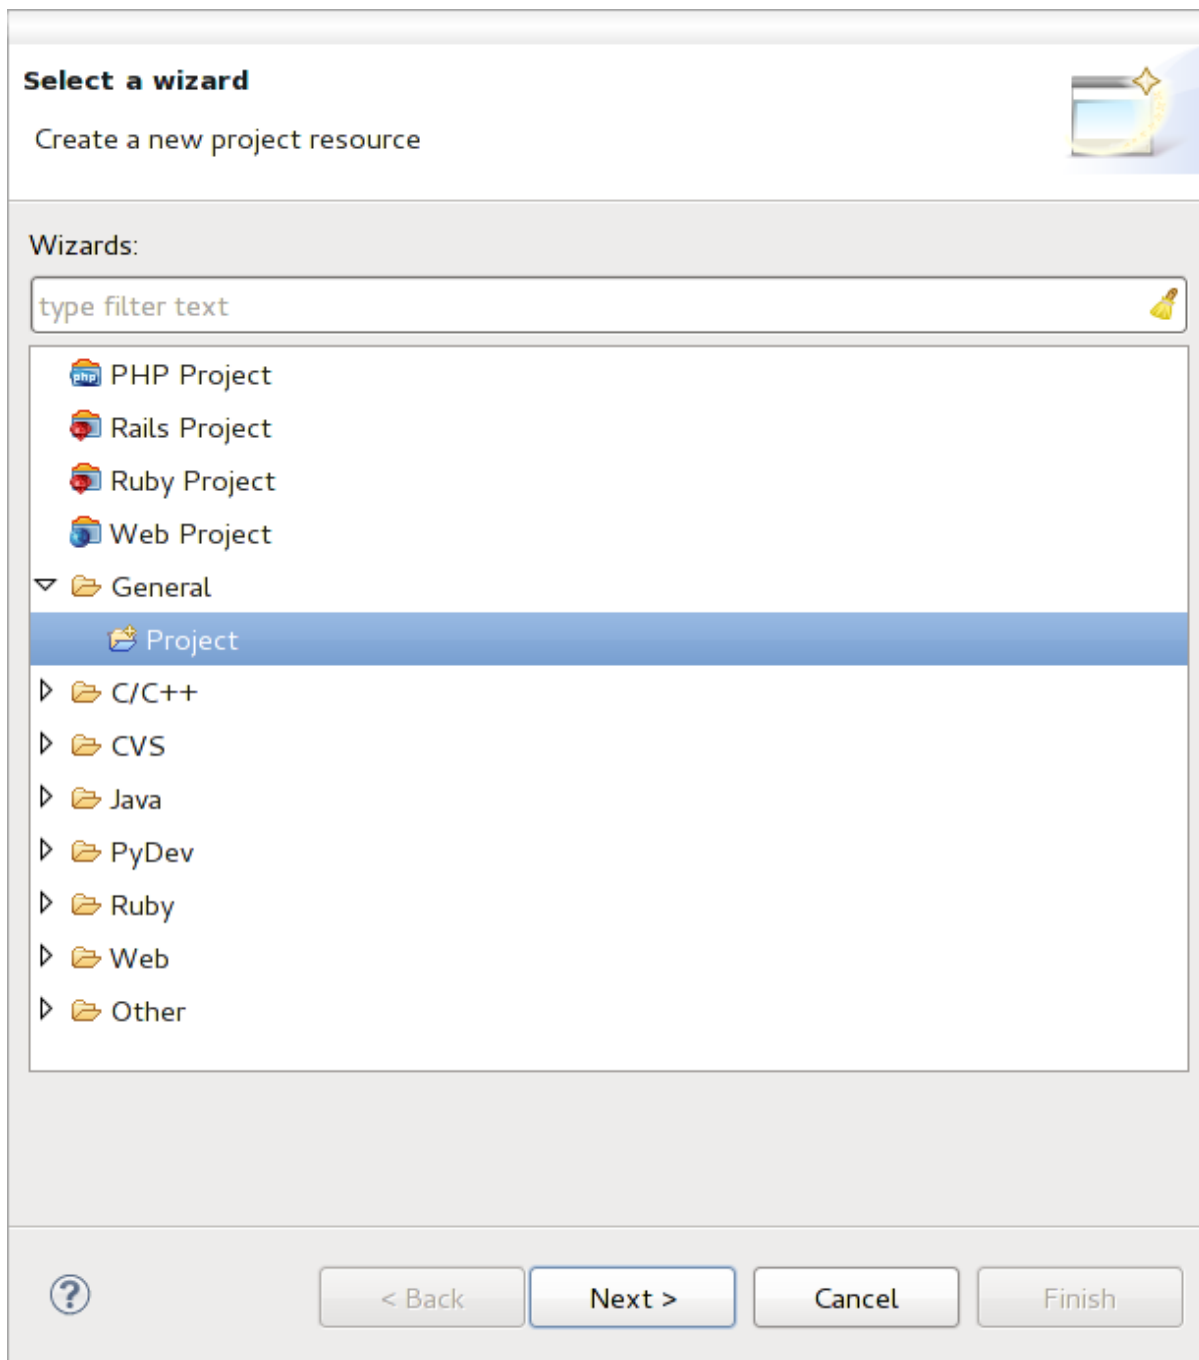 Select a wizard
Create a new project resource
Wizards:
type filter text
php PHP Project
Rails Project
Ruby Project
Web Project
General
Project
C/C++
CVS
Java
PyDev
Ruby
Web
Other
? < Back Next > Cancel Finish